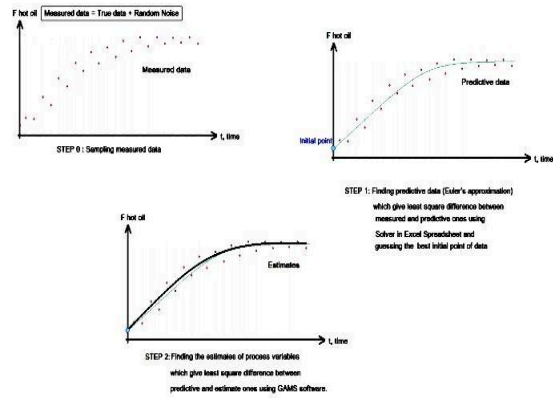 F hot oil
Measured data = True data + Random Noise
Measured data
t, time
STEP 0 : Sampling measured data
F hot oil
Predictive data
Initial point
t, time
STEP 1: Finding predictive data (Euler's approximation)
which give least square difference between
measured and predictive ones using
Solver in Excel Spreadsheet and
guessing the best initial point of data
F hot oil
Estimates
t, time
STEP 2: Finding the estimates of process variables
which give least square difference between
predictive and estimate ones using GAMS software.